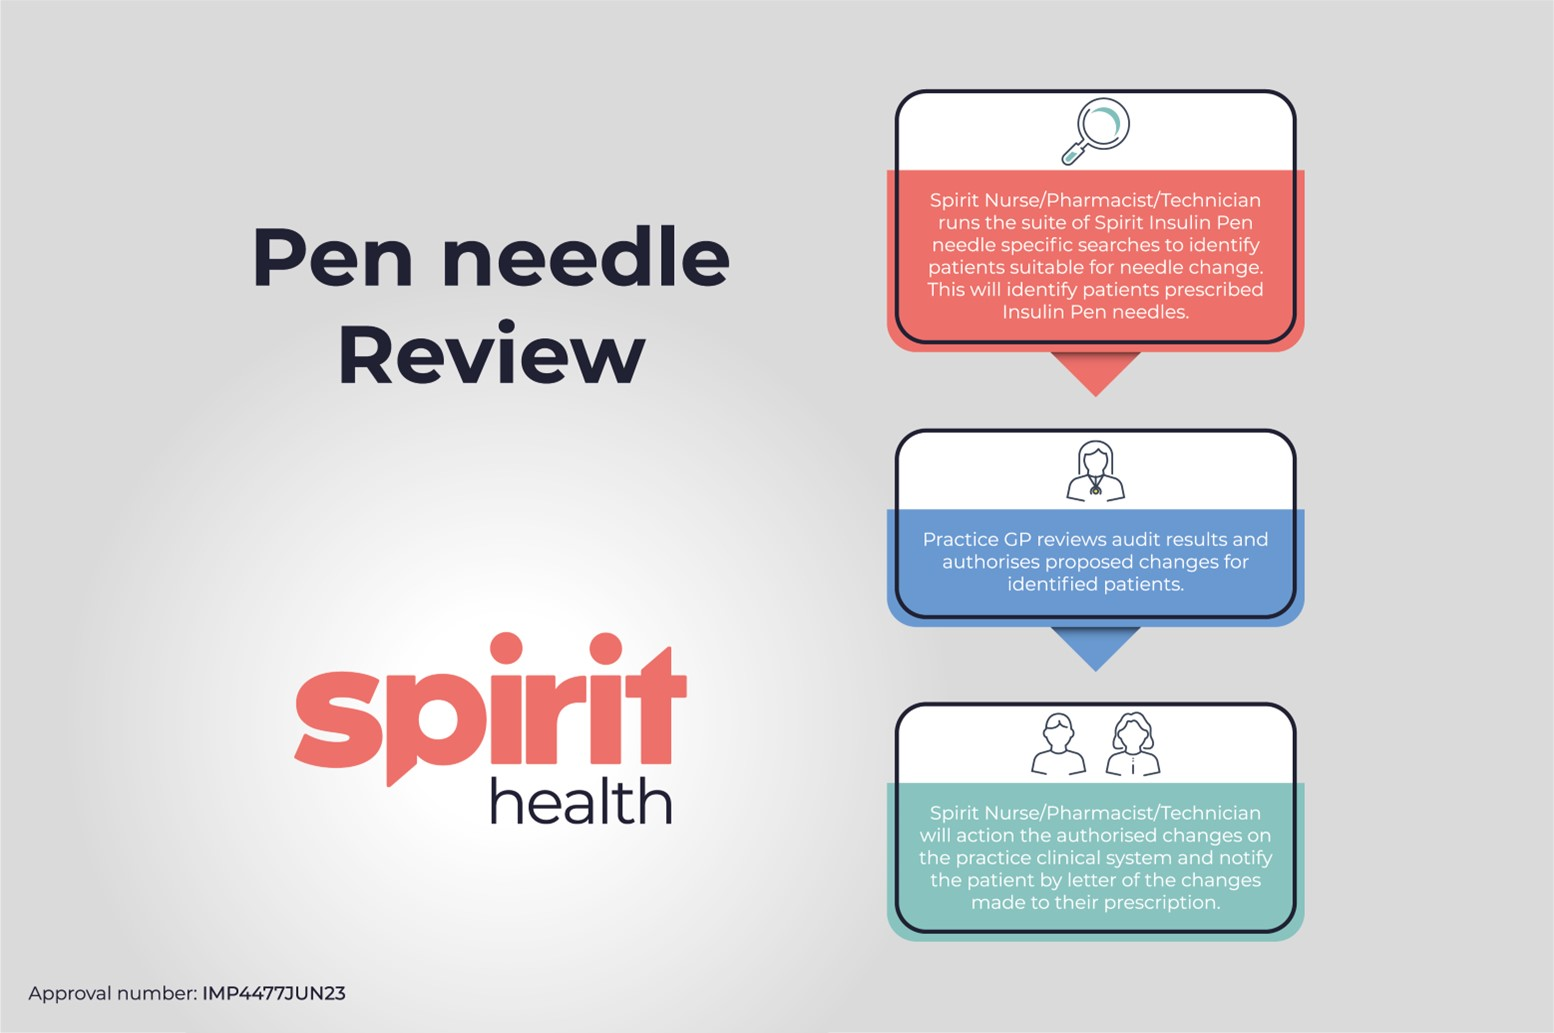 Pen needle
Review
spirit
health
Approval number: IMP4477JUN23
Spirit Nurse/Pharmacist/Technician
runs the suite of Spirit Insulin Pen
needle specific searches to identify
patients suitable for needle change.
This will identify patients prescribed
Insulin Pen needles.
Practice GP reviews audit results and
authorises proposed changes for
identified patients.
Spirit Nurse/Pharmacist/Technician
will action the authorised changes on
the practice clinical system and notify
the patient by letter of the changes
made to their prescription.